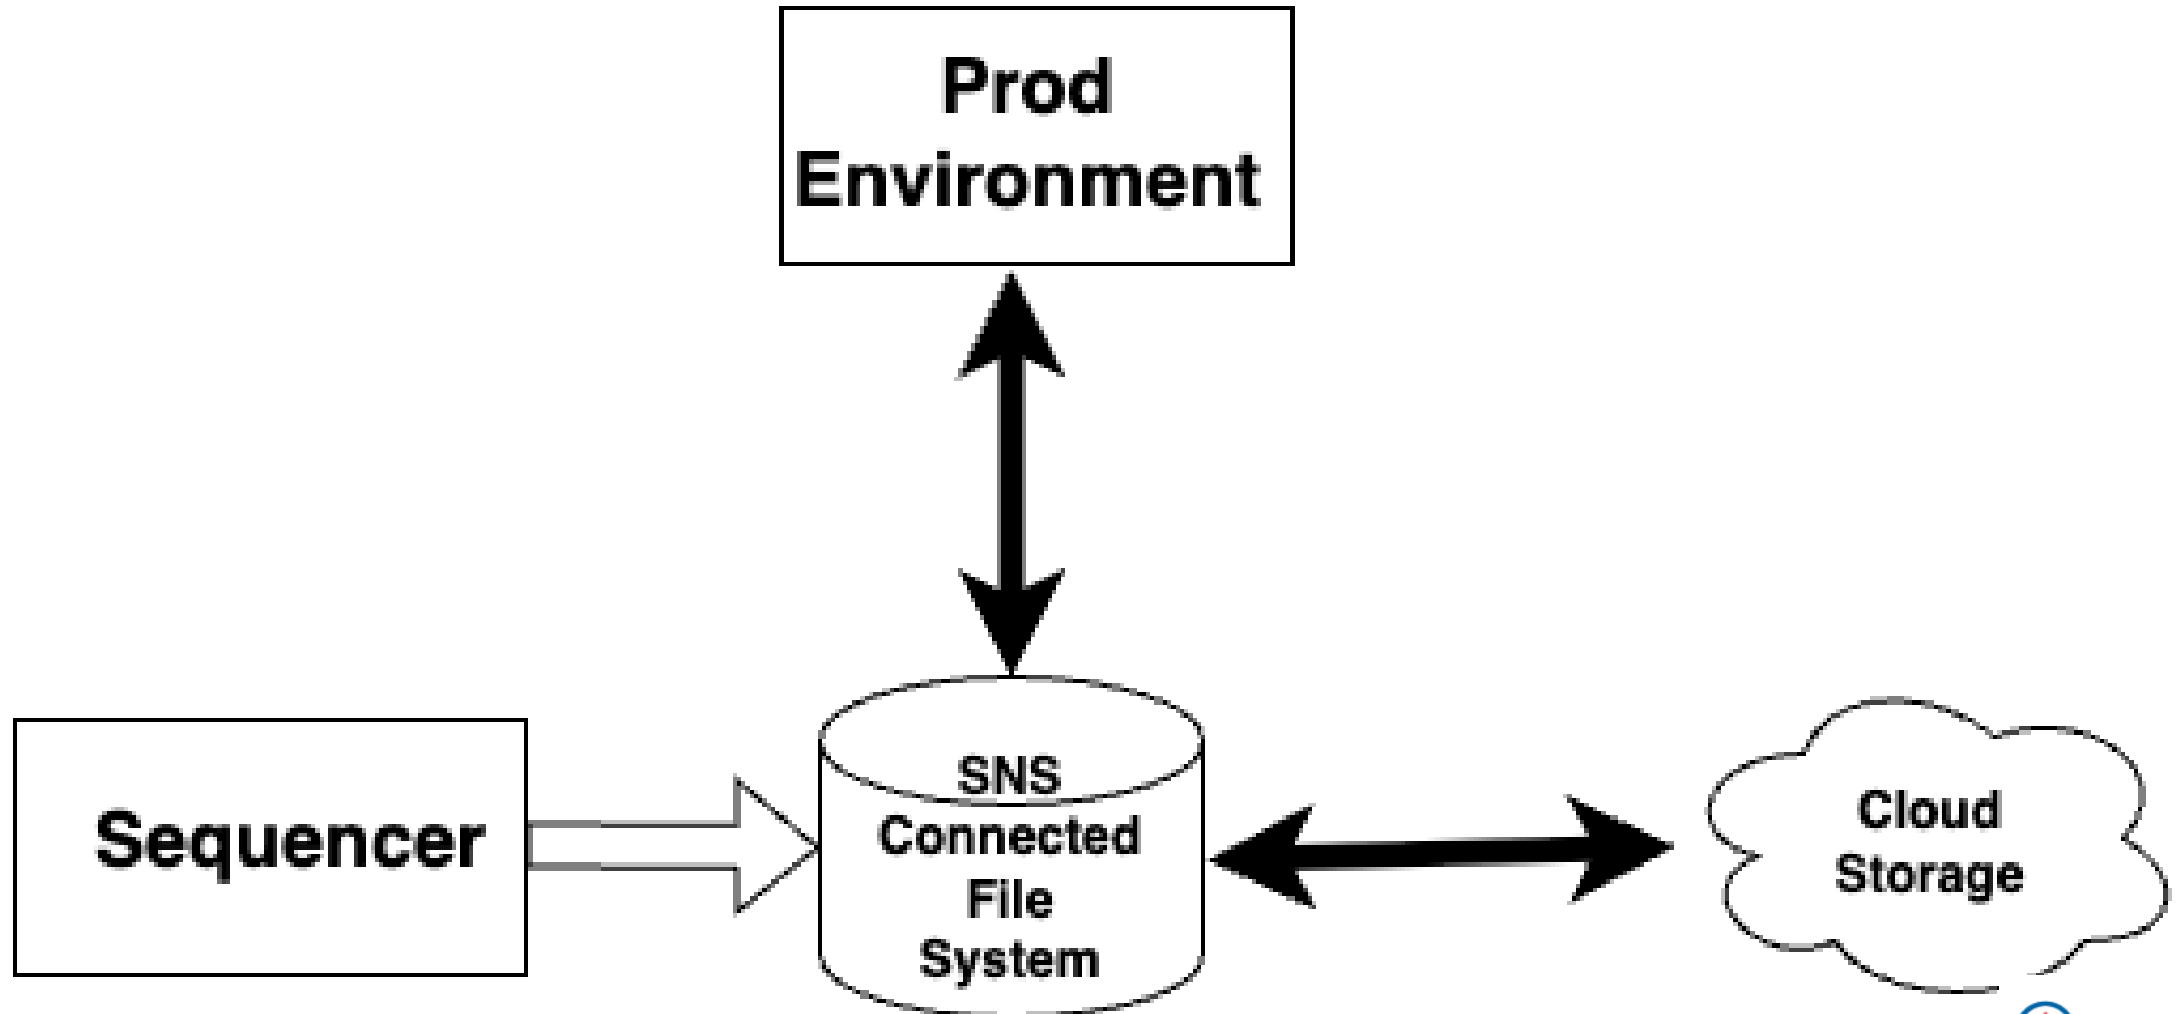 Prod
Environment
Sequencer
SNS
Connected
File
System
Cloud
Storage